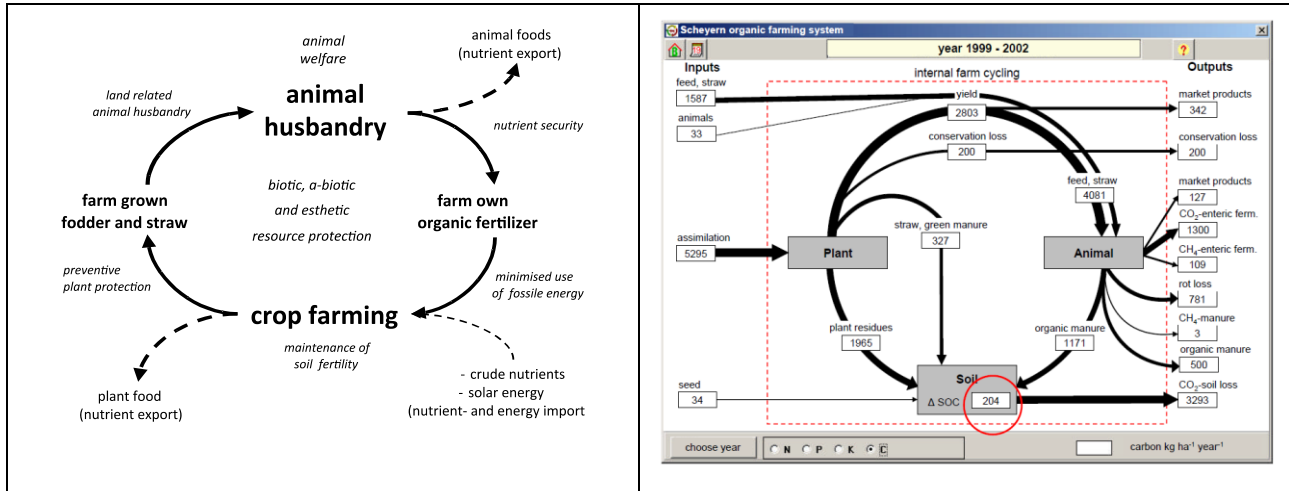 animal
welfare
animal foods
(nutrient export)
land related
animal husbandry
animal
husbandry
nutrient security
farm grown
fodder and straw
biotic, a-biotic
and esthetic
resource protection
farm own
organic fertilizer
preventive
plant protection
minimised use
of fossile energy
crop farming
maintenance of
soil fertility
plant food
(nutrient export)
- crude nutrients
- solar energy
(nutrient- and energy import
Scheyern organic farming system
year 1999 - 2002
?
Inputs
internal farm cycling
Outputs
feed, straw
1587
animals
33
yield
2803
conservation loss
200
market products
342
conservation loss
200
feed, straw
4081
market products
127
CO2-enteric ferm.
1300
CH4-enteric ferm.
109
assimilation
5295
Plant
straw, green manure
327
Animal
rot loss
781
CH4-manure
3
plant residues
1965
organic manure
1171
organic manure
500
seed
34
Soil
Δ SOC 204
CO2-soil loss
3293
choose year
N P K C
carbon kg ha-1 year-1